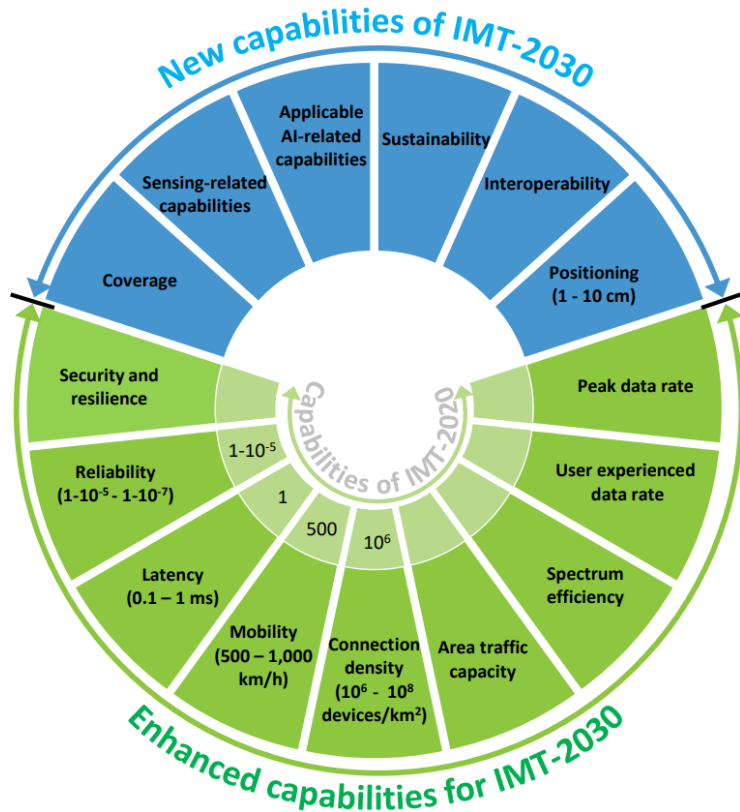 New capabilities of IMT-2030
Applicable
AI-related
capabilities
Sustainability
Sensing-related
capabilities
Interoperability
Coverage
Positioning
(1 - 10 cm)
Security and
resilience
Peak data rate
Capabilities of IMT-2020
Reliability
(1-10⁻⁵ - 1-10⁻⁷)
1-10⁻⁵
User experienced
data rate
Latency
(0.1 – 1 ms)
1
Spectrum
efficiency
Mobility
(500 – 1,000
km/h)
500
Connection
density
(10⁶ - 10⁸
devices/km²)
10⁶
Area traffic
capacity
Enhanced capabilities for IMT-2030